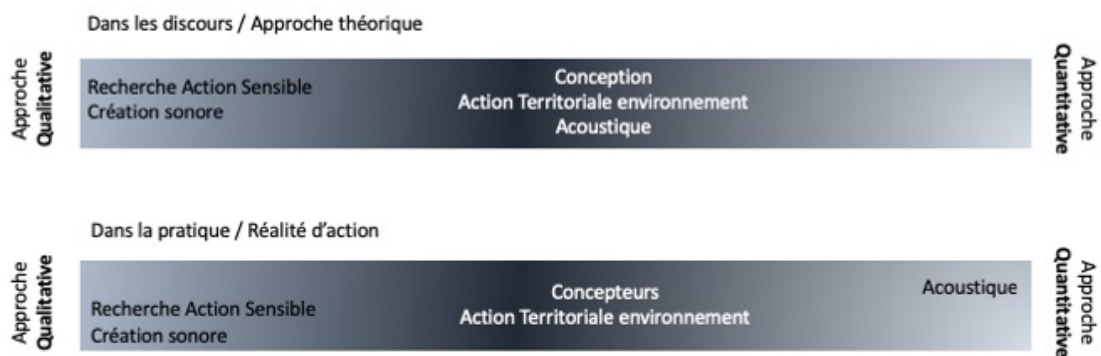 Dans les discours / Approche théorique
Approche
Qualitative
Recherche Action Sensible
Création sonore
Conception
Action Territoriale environnement
Acoustique
Approche
Quantitative
Dans la pratique / Réalité d’action
Approche
Qualitative
Recherche Action Sensible
Création sonore
Concepteurs
Action Territoriale environnement
Acoustique
Approche
Quantitative